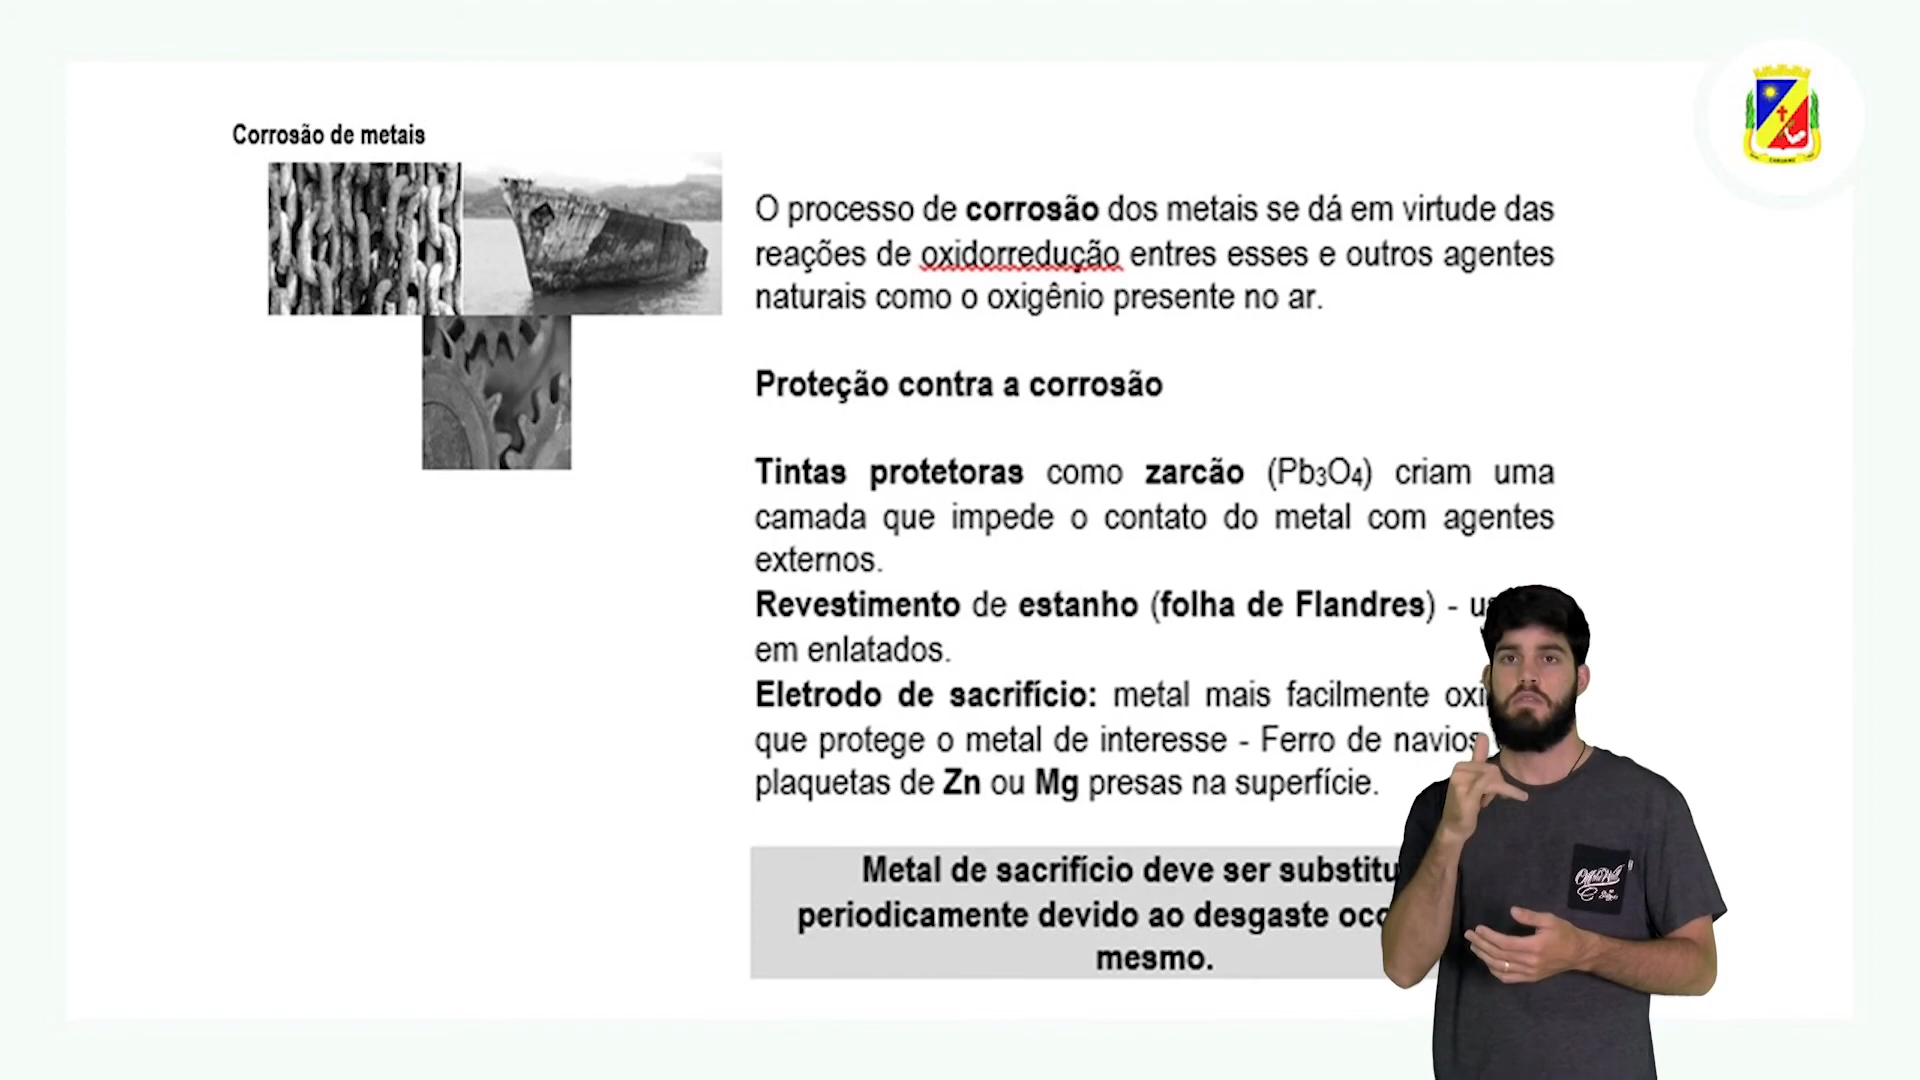 Corrosão de metais
O processo de corrosão dos metais se dá em virtude das
reações de oxidorredução entres esses e outros agentes
naturais como o oxigênio presente no ar.
Proteção contra a corrosão
Tintas protetoras como zarcão (Pb₃O₄) criam uma
camada que impede o contato do metal com agentes
externos.
Revestimento de estanho (folha de Flandres) -
em enlatados.
Eletrodo de sacrifício: metal mais facilmente
que protege o metal de interesse - Ferro de navios
plaquetas de Zn ou Mg presas na superfície.
Metal de sacrifício deve ser
periodicamente devido ao desgaste
mesmo.